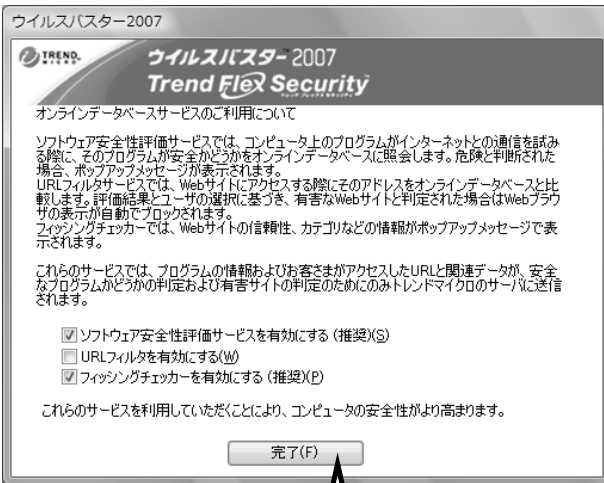 ウイルスバスター2007
TREND MICRO
ウイルスバスター™2007
Trend Flex Security
トレンド フレックス セキュリティ
オンラインデータベースサービスのご利用について
ソフトウェア安全性評価サービスでは、コンピュータ上のプログラムがインターネットとの通信を試み
る際に、そのプログラムが安全かどうかをオンラインデータベースに照会します。危険と判断された
場合、ポップアップメッセージが表示されます。
URLフィルタサービスでは、Webサイトにアクセスする際にそのアドレスをオンラインデータベースと比
較します。評価結果とユーザの選択に基づき、有害なWebサイトと判定された場合はWebブラウ
ザの表示が自動でブロックされます。
フィッシングチェッカーでは、Webサイトの信頼性、カテゴリなどの情報がポップアップメッセージで表
示されます。
これらのサービスでは、プログラムの情報およびお客さまがアクセスしたURLと関連データが、安全
なプログラムかどうかの判定および有害サイトの判定のためにのみトレンドマイクロのサーバに送信
されます。
ソフトウェア安全性評価サービスを有効にする (推奨)(S)
URLフィルタを有効にする(W)
フィッシングチェッカーを有効にする (推奨)(P)
これらのサービスを利用していただくことにより、コンピュータの安全性がより高まります。
完了(F)